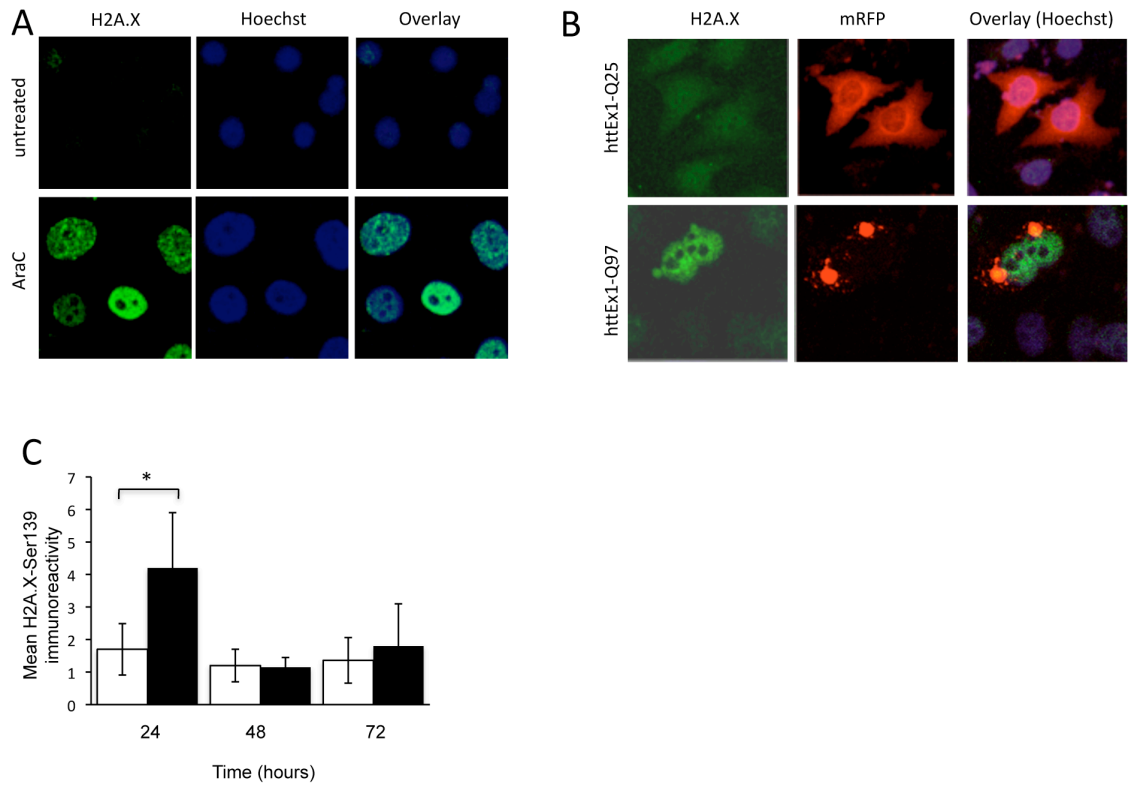 A
H2A.X
Hoechst
Overlay
untreated
AraC
B
H2A.X
mRFP
Overlay (Hoechst)
httEx1-Q25
httEx1-Q97
C
Mean H2A.X-Ser139
immunoreactivity
7
6
5
4
3
2
1
0
*
24
48
72
Time (hours)